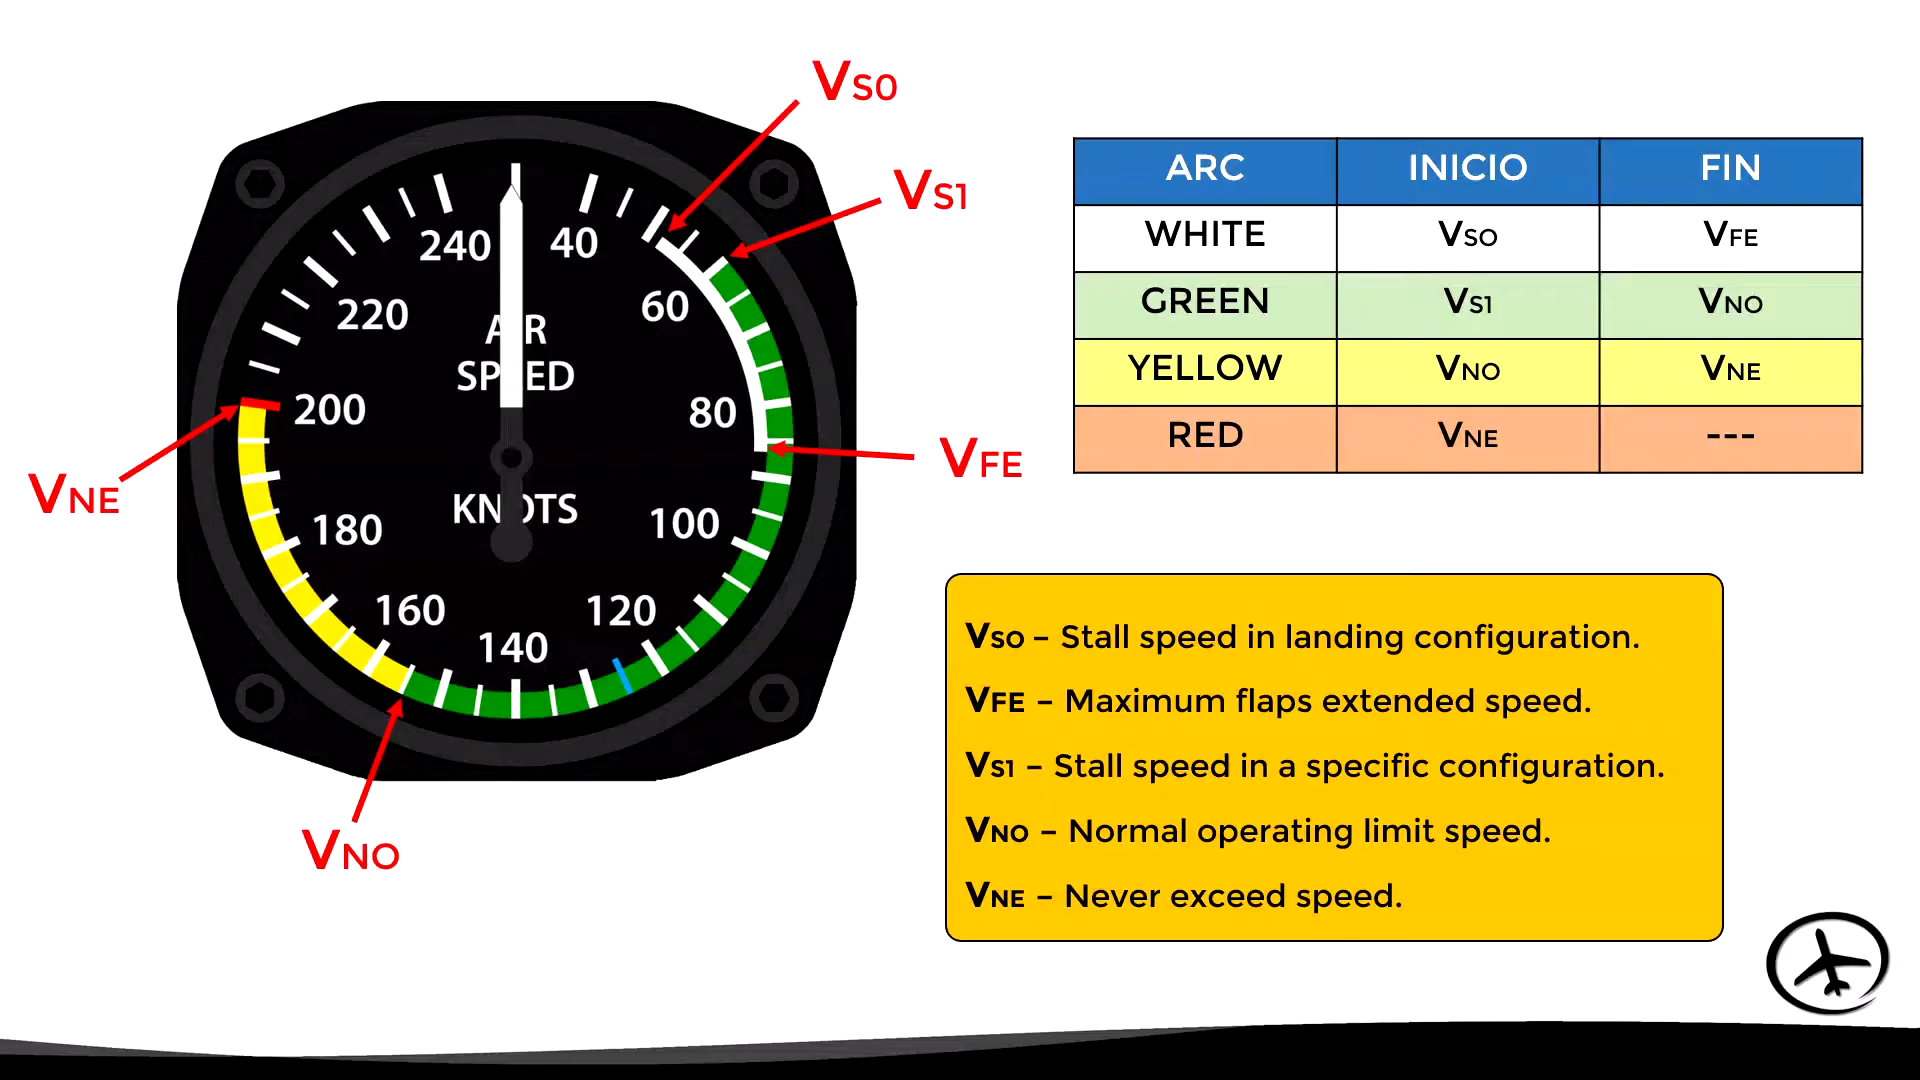 VS0
VS1
VFE
VNE
VNO
240
40
220
60
AIR
SPEED
200
80
KNOTS
180
100
160
120
140
ARC INICIO FIN
WHITE VSO VFE
GREEN VS1 VNO
YELLOW VNO VNE
RED VNE ---
VSO – Stall speed in landing configuration.
VFE – Maximum flaps extended speed.
VS1 – Stall speed in a specific configuration.
VNO – Normal operating limit speed.
VNE – Never exceed speed.